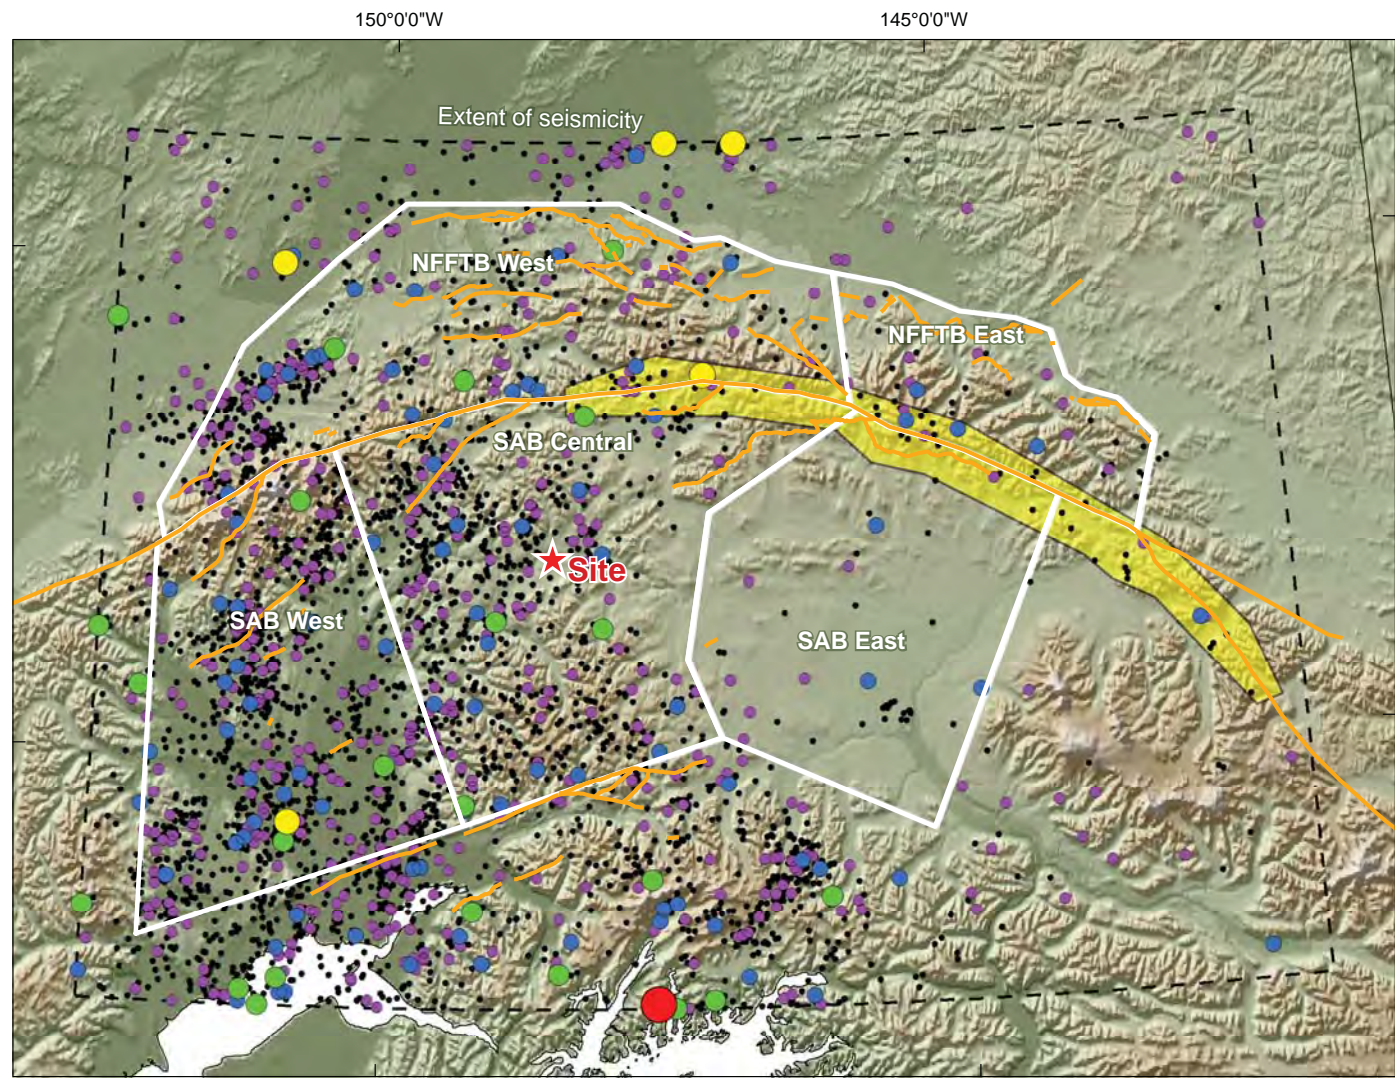 150°0'0"W
145°0'0"W
Extent of seismicity
NFFTB West
NFFTB East
SAB Central
Site
SAB West
SAB East